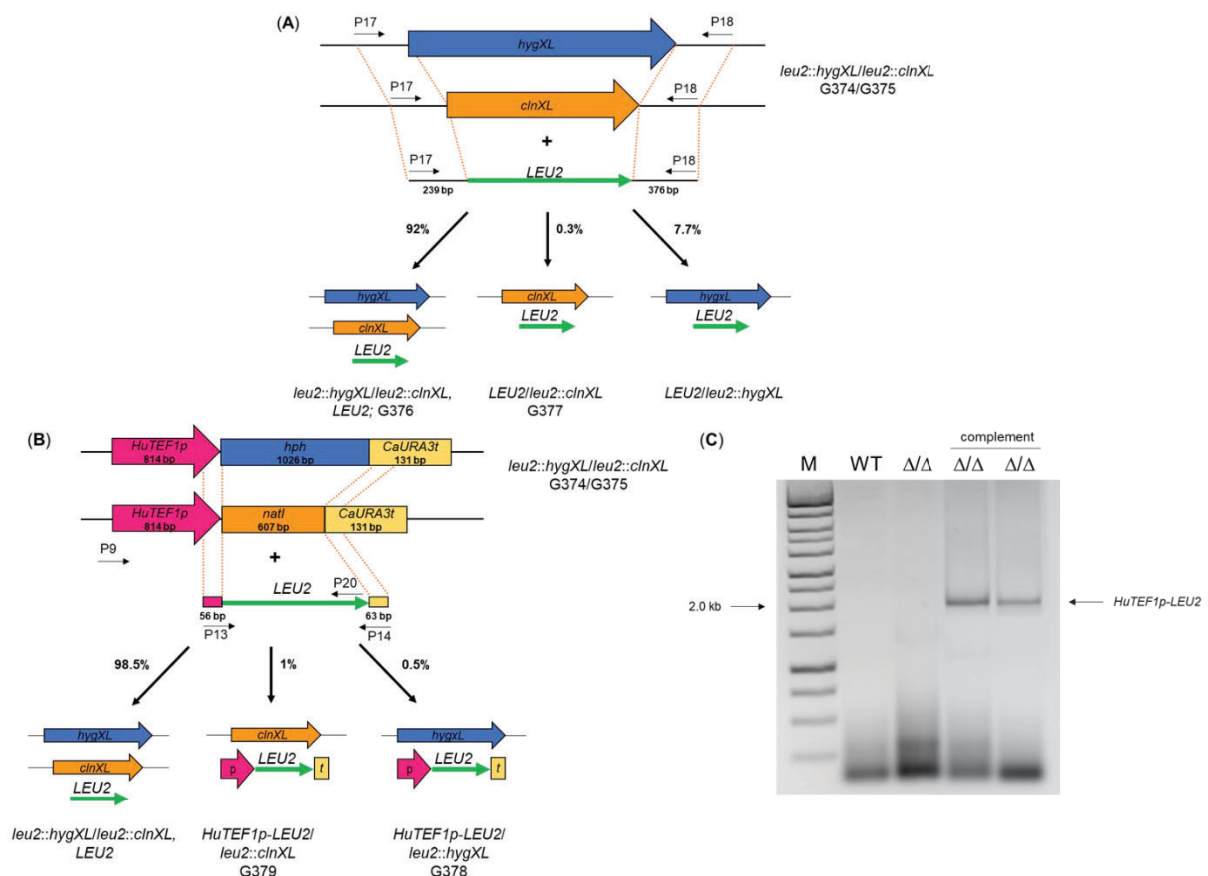 (A)
P17
P18
hygXL
leu2::hygXL/leu2::clnXL
G374/G375
P17
P18
clnXL
+
P17
P18
LEU2
239 bp
376 bp
92%
0.3%
7.7%
hygXL
clnXL
hygxL
clnXL
LEU2
LEU2
LEU2
leu2::hygXL/leu2::clnXL,
LEU2; G376
LEU2/leu2::clnXL
G377
LEU2/leu2::hygXL
(B)
HuTEF1p
814 bp
hph
1026 bp
CaURA3t
131 bp
leu2::hygXL/leu2::clnXL
G374/G375
HuTEF1p
814 bp
natI
607 bp
CaURA3t
131 bp
P9
+
LEU2
P20
56 bp
63 bp
P13
P14
98.5%
1%
0.5%
hygXL
clnXL
hygxL
clnXL
p
LEU2
t
p
LEU2
t
LEU2
leu2::hygXL/leu2::clnXL,
LEU2
HuTEF1p-LEU2/
leu2::clnXL
G379
HuTEF1p-LEU2/
leu2::hygXL
G378
(C)
complement
M WT Δ/Δ Δ/Δ Δ/Δ
2.0 kb
HuTEF1p-LEU2